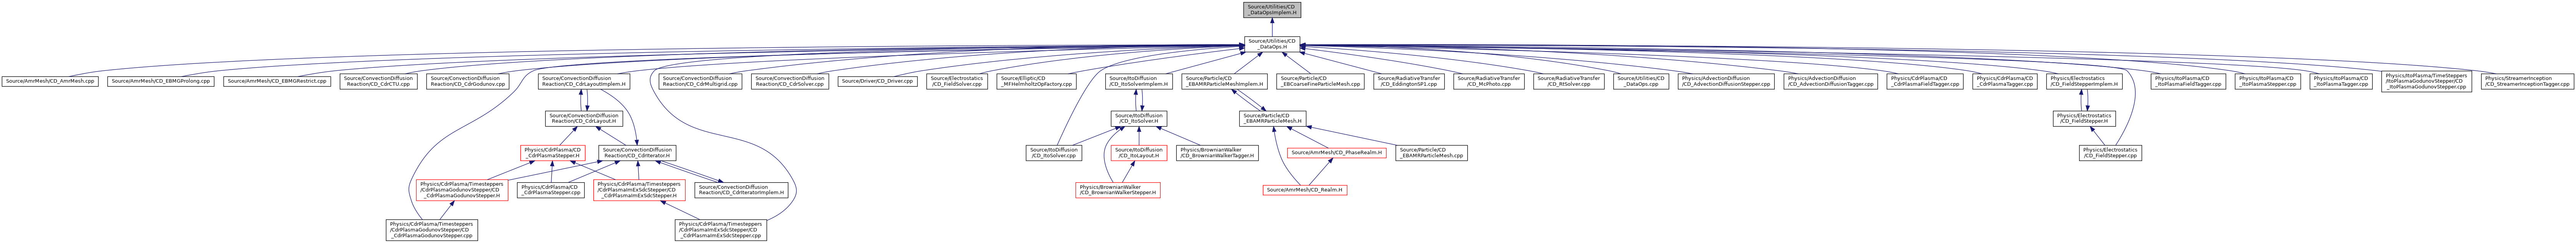 Source/Utilities/CD
_DataOpsImplem.H
Source/Utilities/CD
_DataOps.H
Source/AmrMesh/CD_AmrMesh.cpp
Source/AmrMesh/CD_EBMGProlong.cpp
Source/AmrMesh/CD_EBMGRestrict.cpp
Source/ConvectionDiffusion
Reaction/CD_CdrCTU.cpp
Source/ConvectionDiffusion
Reaction/CD_CdrGodunov.cpp
Source/ConvectionDiffusion
Reaction/CD_CdrLayoutImplem.H
Source/ConvectionDiffusion
Reaction/CD_CdrMultigrid.cpp
Source/ConvectionDiffusion
Reaction/CD_CdrSolver.cpp
Source/Driver/CD_Driver.cpp
Source/Electrostatics
/CD_FieldSolver.cpp
Source/Elliptic/CD
_MFHelmholtzOpFactory.cpp
Source/ItoDiffusion
/CD_ItoSolverImplem.H
Source/Particle/CD
_EBAMRParticleMeshImplem.H
Source/Particle/CD
_EBCoarseFineParticleMesh.cpp
Source/RadiativeTransfer
/CD_EddingtonSP1.cpp
Source/RadiativeTransfer
/CD_McPhoto.cpp
Source/RadiativeTransfer
/CD_RtSolver.cpp
Source/Utilities/CD
_DataOps.cpp
Physics/AdvectionDiffusion
/CD_AdvectionDiffusionStepper.cpp
Physics/AdvectionDiffusion
/CD_AdvectionDiffusionTagger.cpp
Physics/CdrPlasma/CD
_CdrPlasmaFieldTagger.cpp
Physics/CdrPlasma/CD
_CdrPlasmaTagger.cpp
Physics/Electrostatics
/CD_FieldStepperImplem.H
Physics/ItoPlasma/CD
_ItoPlasmaFieldTagger.cpp
Physics/ItoPlasma/CD
_ItoPlasmaStepper.cpp
Physics/ItoPlasma/CD
_ItoPlasmaTagger.cpp
Physics/ItoPlasma/TimeSteppers
/ItoPlasmaGodunovStepper/CD
_ItoPlasmaGodunovStepper.cpp
Physics/StreamerInception
/CD_StreamerInceptionTagger.cpp
Source/ConvectionDiffusion
Reaction/CD_CdrLayout.H
Source/ItoDiffusion
/CD_ItoSolver.H
Source/Particle/CD
_EBAMRParticleMesh.H
Physics/Electrostatics
/CD_FieldStepper.H
Physics/CdrPlasma/CD
_CdrPlasmaStepper.H
Source/ConvectionDiffusion
Reaction/CD_CdrIterator.H
Source/ItoDiffusion
/CD_ItoSolver.cpp
Source/ItoDiffusion
/CD_ItoLayout.H
Physics/BrownianWalker
/CD_BrownianWalkerTagger.H
Source/AmrMesh/CD_PhaseRealm.H
Source/Particle/CD
_EBAMRParticleMesh.cpp
Physics/Electrostatics
/CD_FieldStepper.cpp
Physics/CdrPlasma/Timesteppers
/CdrPlasmaGodunovStepper/CD
_CdrPlasmaGodunovStepper.H
Physics/CdrPlasma/CD
_CdrPlasmaStepper.cpp
Physics/CdrPlasma/Timesteppers
/CdrPlasmaImExSdcStepper/CD
_CdrPlasmaImExSdcStepper.H
Source/ConvectionDiffusion
Reaction/CD_CdrIteratorImplem.H
Physics/BrownianWalker
/CD_BrownianWalkerStepper.H
Source/AmrMesh/CD_Realm.H
Physics/CdrPlasma/Timesteppers
/CdrPlasmaGodunovStepper/CD
_CdrPlasmaGodunovStepper.cpp
Physics/CdrPlasma/Timesteppers
/CdrPlasmaImExSdcStepper/CD
_CdrPlasmaImExSdcStepper.cpp